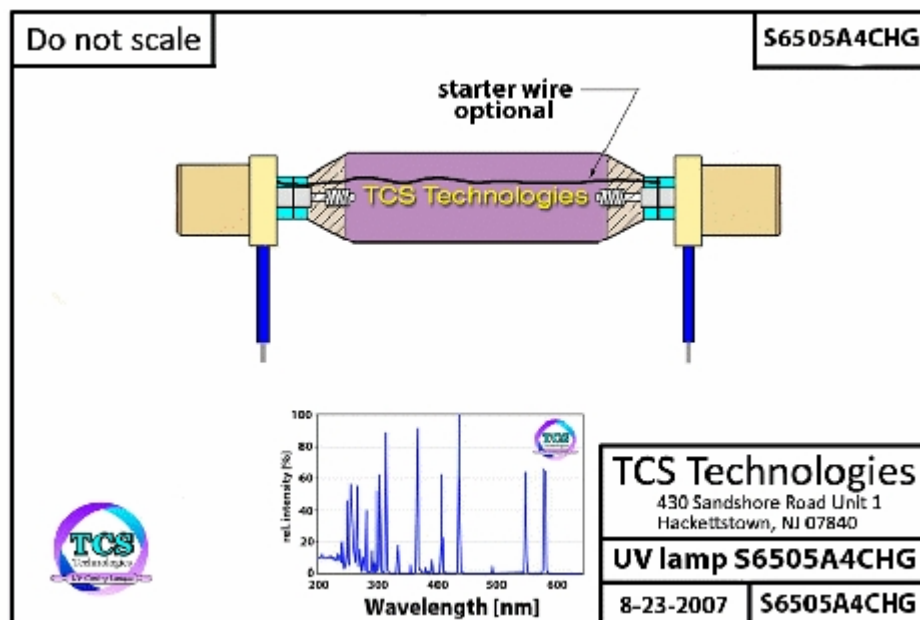 Do not scale
S6505A4CHG
starter wire
optional
TCS Technologies
100
80
60
40
20
0
rel. intensity [%]
200 300 400 500 600
Wavelength [nm]
TCS
Technologies
TCS
TCS Technologies
430 Sandshore Road Unit 1
Hackettstown, NJ 07840
UV lamp S6505A4CHG
8-23-2007
S6505A4CHG